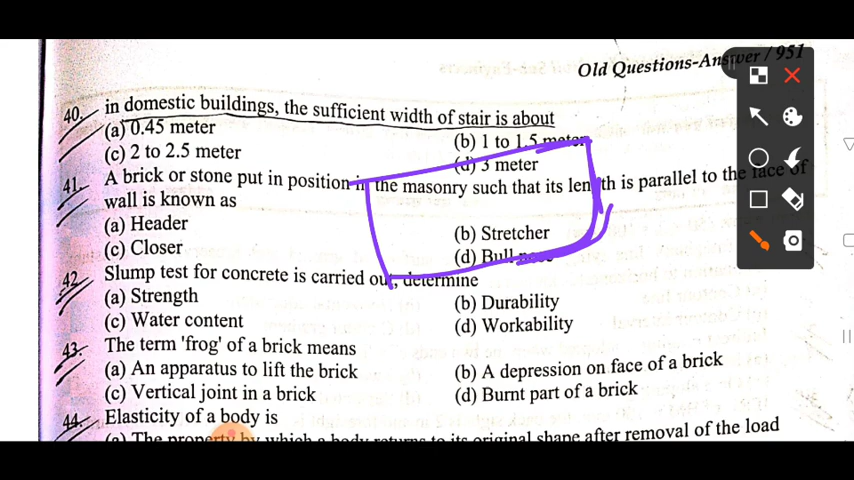 Old Questions-Answer / 951
40. in domestic buildings, the sufficient width of stair is about
(a) 0.45 meter
(b) 1 to 1.5 meter
(c) 2 to 2.5 meter
(d) 3 meter
41. A brick or stone put in position in the masonry such that its length is parallel to the face of
wall is known as
(a) Header
(b) Stretcher
(c) Closer
(d) Bull nose
42. Slump test for concrete is carried out, determine
(a) Strength
(b) Durability
(c) Water content
(d) Workability
43. The term 'frog' of a brick means
(a) An apparatus to lift the brick
(b) A depression on face of a brick
(c) Vertical joint in a brick
(d) Burnt part of a brick
44. Elasticity of a body is
(a) The property by which a body returns to its original shape after removal of the load